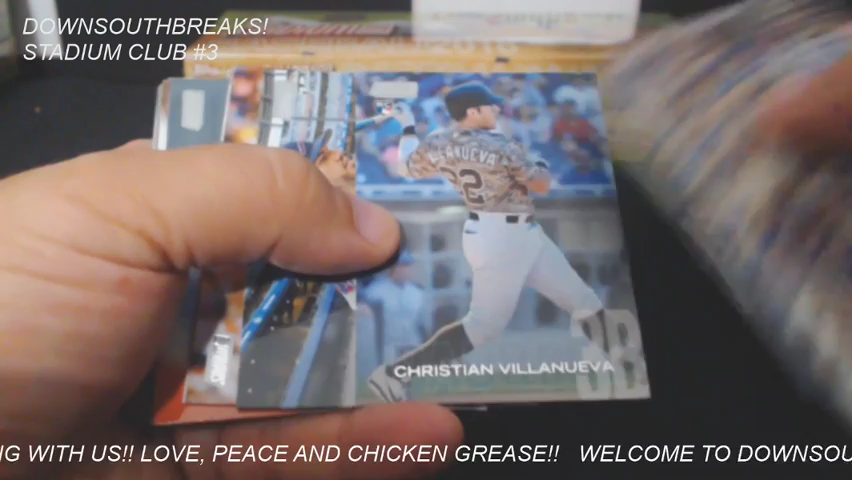 DOWNSOUTHBREAKS!
STADIUM CLUB #3
VILLANUEVA
22
3B
CHRISTIAN VILLANUEVA
NG WITH US!! LOVE, PEACE AND CHICKEN GREASE!! WELCOME TO DOWNSOU